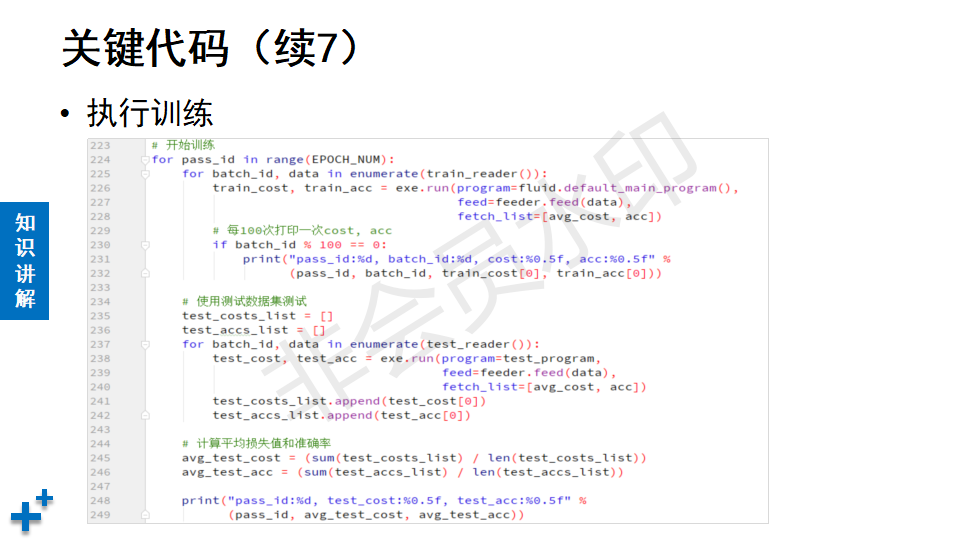 关键代码（续7）
• 执行训练
知识讲解
223 # 开始训练
224 for pass_id in range(EPOCH_NUM):
225     for batch_id, data in enumerate(train_reader()):
226         train_cost, train_acc = exe.run(program=fluid.default_main_program(),
227                                         feed=feeder.feed(data),
228                                         fetch_list=[avg_cost, acc])
229         # 每100次打印一次cost, acc
230         if batch_id % 100 == 0:
231             print("pass_id:%d, batch_id:%d, cost:%0.5f, acc:%0.5f" %
232                   (pass_id, batch_id, train_cost[0], train_acc[0]))
233
234     # 使用测试数据集测试
235     test_costs_list = []
236     test_accs_list = []
237     for batch_id, data in enumerate(test_reader()):
238         test_cost, test_acc = exe.run(program=test_program,
239                                       feed=feeder.feed(data),
240                                       fetch_list=[avg_cost, acc])
241         test_costs_list.append(test_cost[0])
242         test_accs_list.append(test_acc[0])
243
244     # 计算平均损失值和准确率
245     avg_test_cost = (sum(test_costs_list) / len(test_costs_list))
246     avg_test_acc = (sum(test_accs_list) / len(test_accs_list))
247
248     print("pass_id:%d, test_cost:%0.5f, test_acc:%0.5f" %
249           (pass_id, avg_test_cost, avg_test_acc))
非会员水印